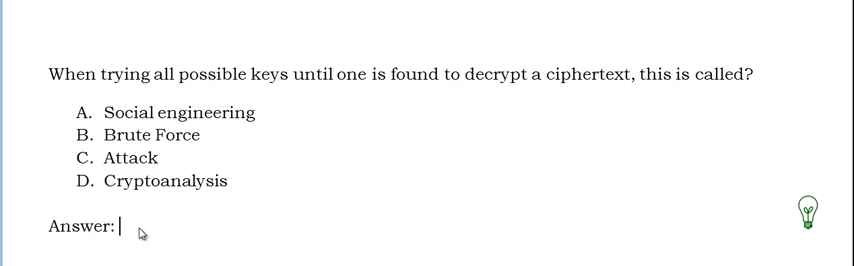 When trying all possible keys until one is found to decrypt a ciphertext, this is called?
A. Social engineering
B. Brute Force
C. Attack
D. Cryptoanalysis
Answer: